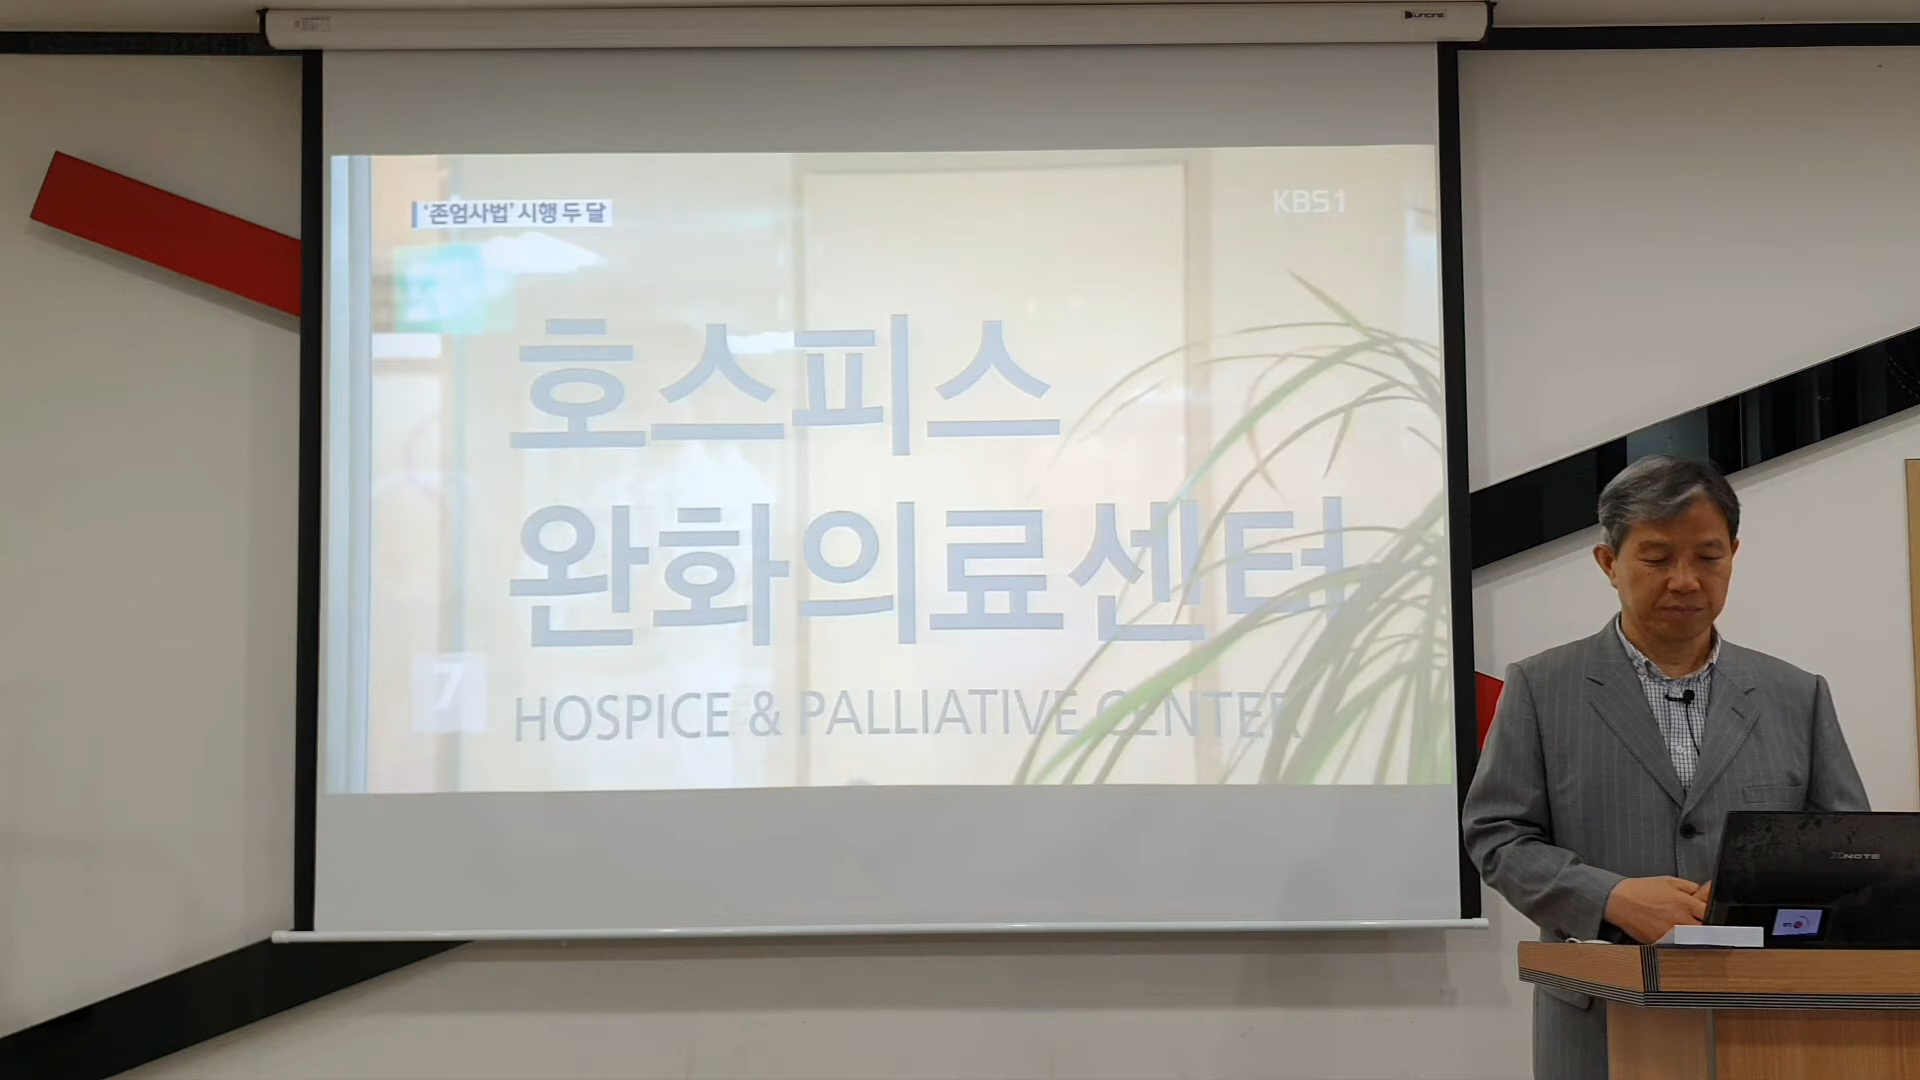 '존엄사법' 시행 두 달
KBS1
호스피스
완화의료센터
7
HOSPICE & PALLIATIVE CENTER
XNOTE